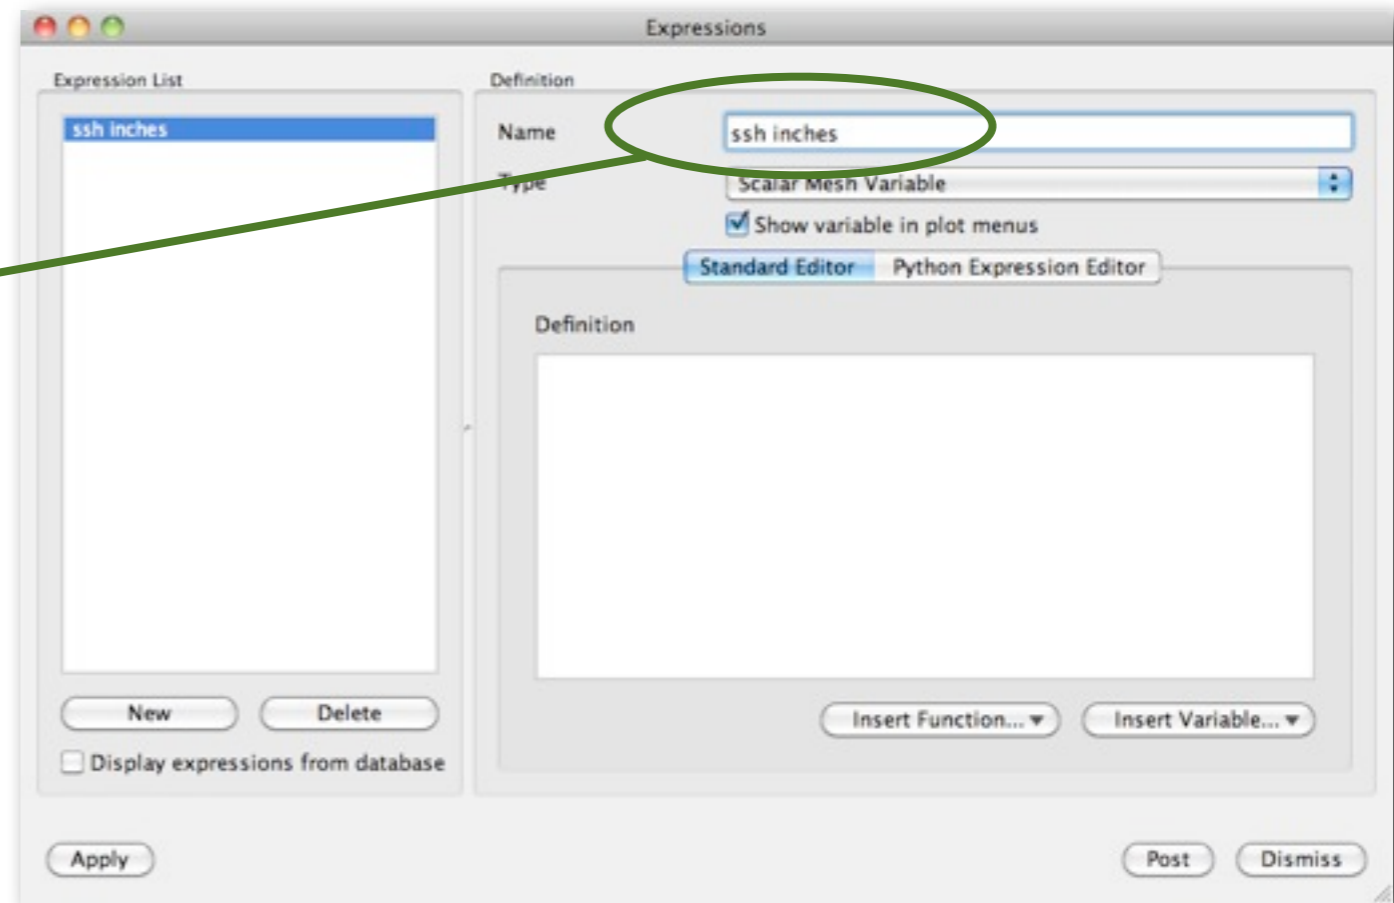 Expressions
Expression List
ssh inches
New
Delete
Display expressions from database
Definition
Name
ssh inches
Type
Scalar Mesh Variable
Show variable in plot menus
Standard Editor
Python Expression Editor
Definition
Insert Function...
Insert Variable...
Apply
Post
Dismiss